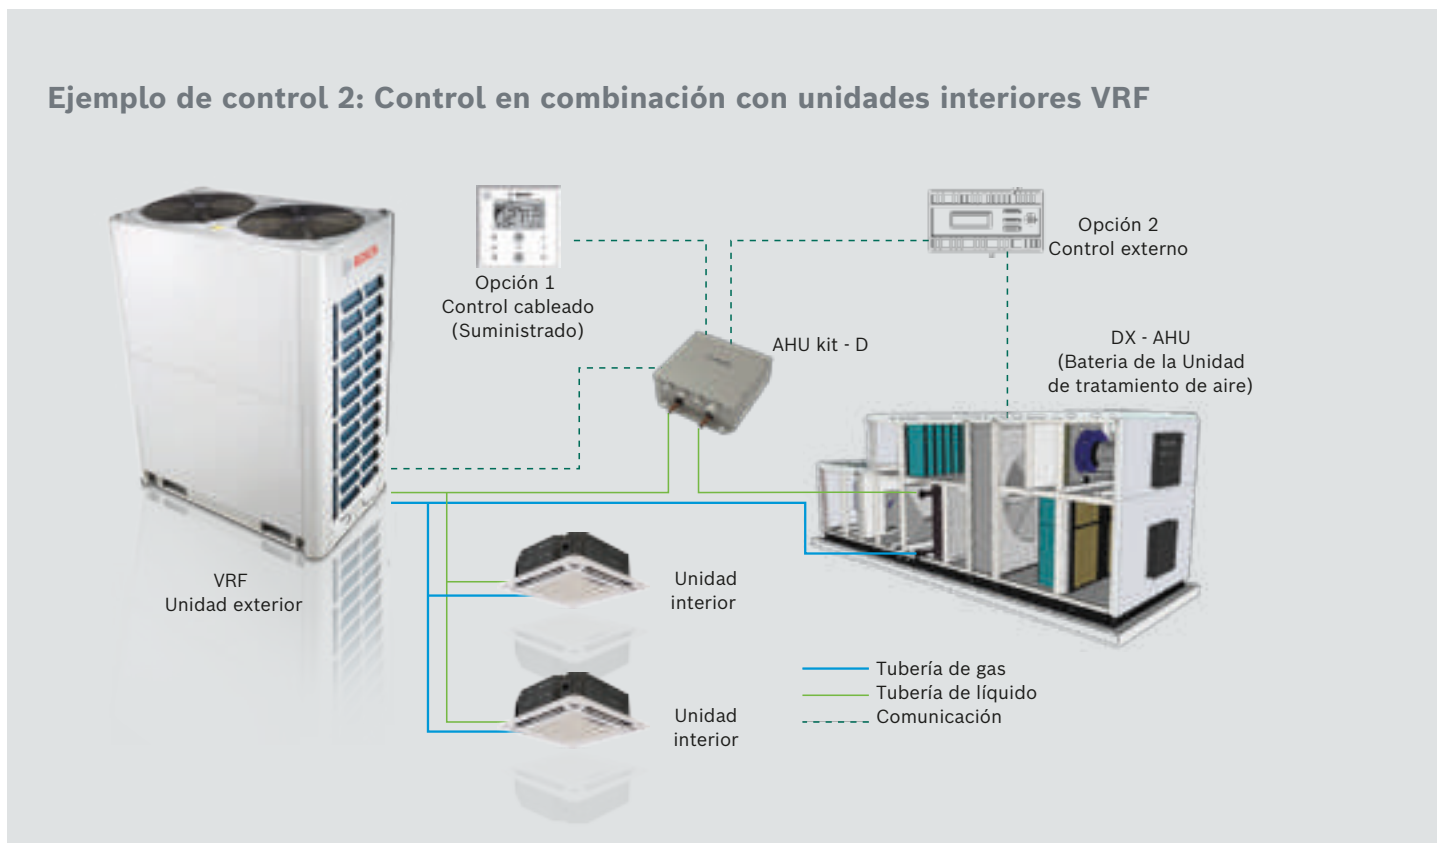 Ejemplo de control 2: Control en combinación con unidades interiores VRF
BOSCH
Opción 1
Control cableado
(Suministrado)
Opción 2
Control externo
AHU kit - D
DX - AHU
(Bateria de la Unidad
de tratamiento de aire)
VRF
Unidad exterior
Unidad
interior
Unidad
interior
Tubería de gas
Tubería de líquido
Comunicación